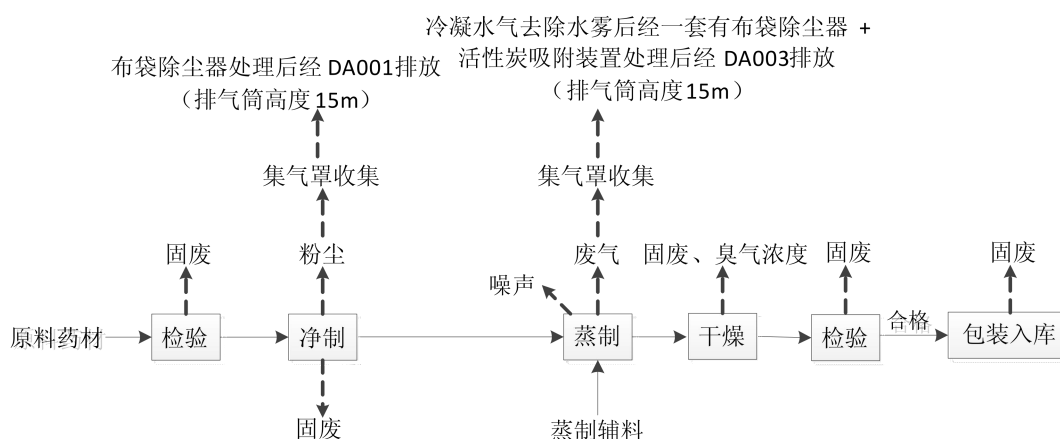 冷凝水气去除水雾后经一套有布袋除尘器 +
活性炭吸附装置处理后经 DA003排放
（排气筒高度15m）
布袋除尘器处理后经 DA001排放
（排气筒高度15m）
集气罩收集
集气罩收集
固废
粉尘
废气
固废、臭气浓度
固废
固废
噪声
原料药材
检验
净制
蒸制
干燥
检验
合格
包装入库
固废
蒸制辅料